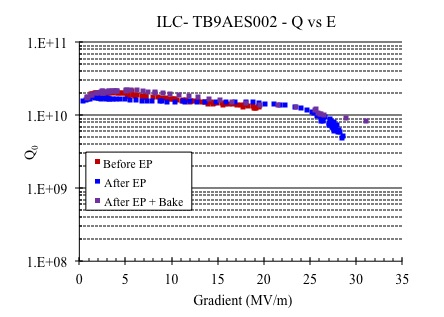 ILC- TB9AES002 - Q vs E
1.E+11
1.E+10
Q0
1.E+09
1.E+08
Before EP
After EP
After EP + Bake
0 5 10 15 20 25 30 35
Gradient (MV/m)